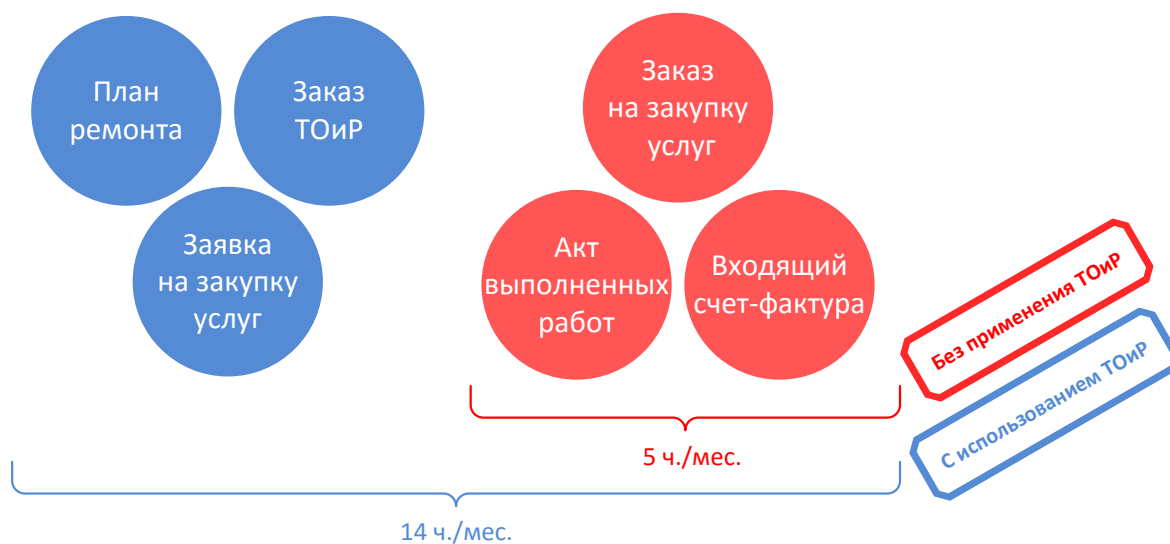 План
ремонта
Заказ
ТОиР
Заявка
на закупку
услуг
Заказ
на закупку
услуг
Акт
выполненных
работ
Входящий
счет-фактура
Без применения ТОиР
С использованием ТОиР
5 ч./мес.
14 ч./мес.